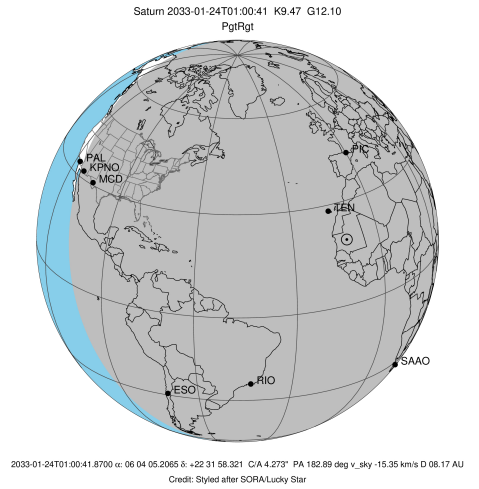 Saturn 2033-01-24T01:00:41 K9.47 G12.10
PgtRgt
PIC
PAL
KPNO
MCD
TEN
SAAO
RIO
ESO
2033-01-24T01:00:41.8700 α: 06 04 05.2065 δ: +22 31 58.321 C/A 4.273" PA 182.89 deg v_sky -15.35 km/s D 08.17 AU
Credit: Styled after SORA/Lucky Star